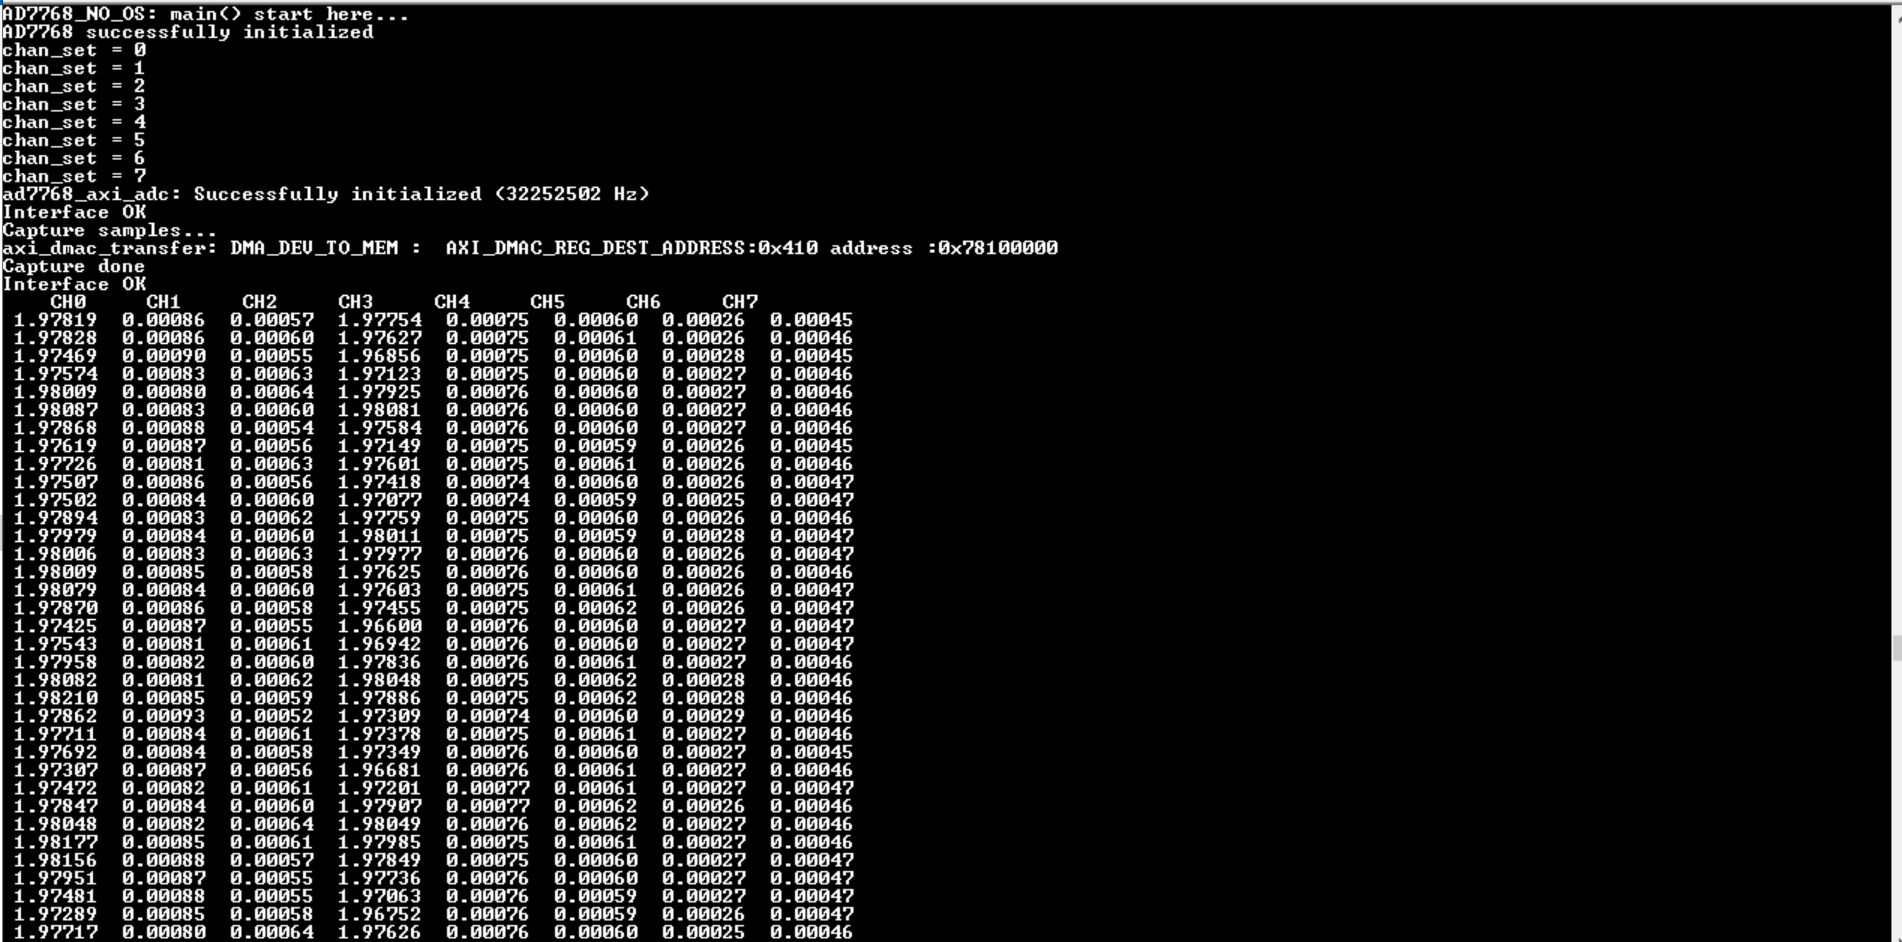 AD7768_NO_OS: main() start here...
AD7768 successfully initialized
chan_set = 0
chan_set = 1
chan_set = 2
chan_set = 3
chan_set = 4
chan_set = 5
chan_set = 6
chan_set = 7
ad7768_axi_adc: Successfully initialized (32252502 Hz)
Interface OK
Capture samples...
axi_dmac_transfer: DMA_DEV_TO_MEM :  AXI_DMAC_REG_DEST_ADDRESS:0x410 address :0x78100000
Capture done
Interface OK
CH0 CH1 CH2 CH3 CH4 CH5 CH6 CH7
1.97819 0.00086 0.00057 1.97754 0.00075 0.00060 0.00026 0.00045
1.97828 0.00086 0.00060 1.97627 0.00075 0.00061 0.00026 0.00046
1.97469 0.00090 0.00055 1.96856 0.00075 0.00060 0.00028 0.00045
1.97574 0.00083 0.00063 1.97123 0.00075 0.00060 0.00027 0.00046
1.98009 0.00080 0.00064 1.97925 0.00076 0.00060 0.00027 0.00046
1.98087 0.00083 0.00060 1.98081 0.00076 0.00060 0.00027 0.00046
1.97868 0.00088 0.00054 1.97584 0.00076 0.00060 0.00027 0.00046
1.97619 0.00087 0.00056 1.97149 0.00075 0.00059 0.00026 0.00045
1.97726 0.00081 0.00063 1.97601 0.00075 0.00061 0.00026 0.00046
1.97507 0.00086 0.00056 1.97418 0.00074 0.00060 0.00026 0.00047
1.97502 0.00084 0.00060 1.97077 0.00074 0.00059 0.00025 0.00047
1.97894 0.00083 0.00062 1.97759 0.00075 0.00060 0.00026 0.00046
1.97979 0.00084 0.00060 1.98011 0.00075 0.00059 0.00028 0.00047
1.98006 0.00083 0.00063 1.97977 0.00076 0.00060 0.00026 0.00047
1.98009 0.00085 0.00058 1.97625 0.00076 0.00060 0.00026 0.00046
1.98079 0.00084 0.00060 1.97603 0.00075 0.00061 0.00026 0.00047
1.97870 0.00086 0.00058 1.97455 0.00075 0.00062 0.00026 0.00047
1.97425 0.00087 0.00055 1.96600 0.00076 0.00060 0.00027 0.00047
1.97543 0.00081 0.00061 1.96942 0.00076 0.00060 0.00027 0.00047
1.97958 0.00082 0.00060 1.97836 0.00076 0.00061 0.00027 0.00046
1.98082 0.00081 0.00062 1.98048 0.00075 0.00062 0.00028 0.00046
1.98210 0.00085 0.00059 1.97886 0.00075 0.00062 0.00028 0.00046
1.97862 0.00093 0.00052 1.97309 0.00074 0.00060 0.00029 0.00046
1.97711 0.00084 0.00061 1.97378 0.00075 0.00061 0.00027 0.00046
1.97692 0.00084 0.00058 1.97349 0.00076 0.00060 0.00027 0.00045
1.97307 0.00087 0.00056 1.96681 0.00076 0.00061 0.00027 0.00046
1.97472 0.00082 0.00061 1.97201 0.00077 0.00061 0.00027 0.00047
1.97847 0.00084 0.00060 1.97907 0.00077 0.00062 0.00026 0.00046
1.98048 0.00082 0.00064 1.98049 0.00076 0.00062 0.00027 0.00046
1.98177 0.00085 0.00061 1.97985 0.00075 0.00061 0.00027 0.00046
1.98156 0.00088 0.00057 1.97849 0.00075 0.00060 0.00027 0.00047
1.97951 0.00087 0.00055 1.97736 0.00076 0.00060 0.00027 0.00047
1.97481 0.00088 0.00055 1.97063 0.00076 0.00059 0.00027 0.00047
1.97289 0.00085 0.00058 1.96752 0.00076 0.00059 0.00026 0.00047
1.97717 0.00080 0.00064 1.97626 0.00076 0.00060 0.00025 0.00046